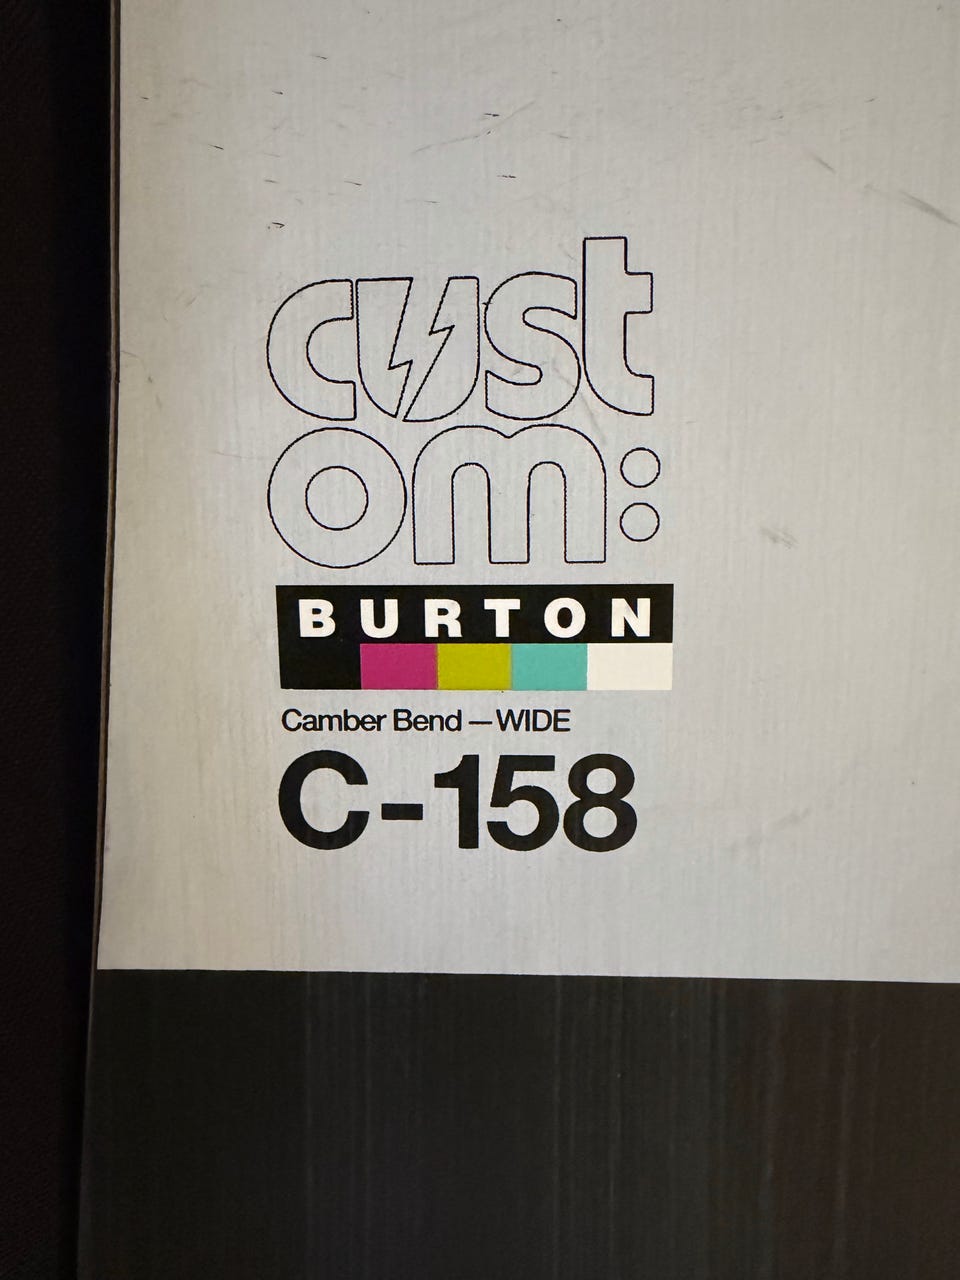 cust
om:
BURTON
Camber Bend — WIDE
C-158